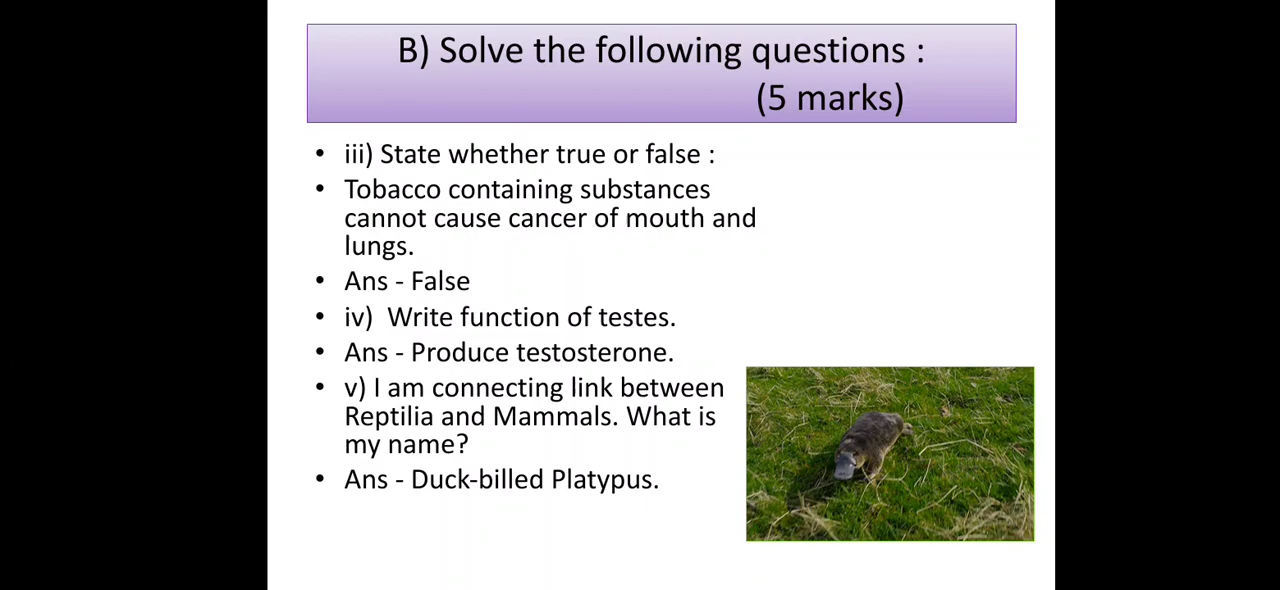 B) Solve the following questions :
(5 marks)
• iii) State whether true or false :
• Tobacco containing substances
cannot cause cancer of mouth and
lungs.
• Ans - False
• iv)  Write function of testes.
• Ans - Produce testosterone.
• v) I am connecting link between
Reptilia and Mammals. What is
my name?
• Ans - Duck-billed Platypus.